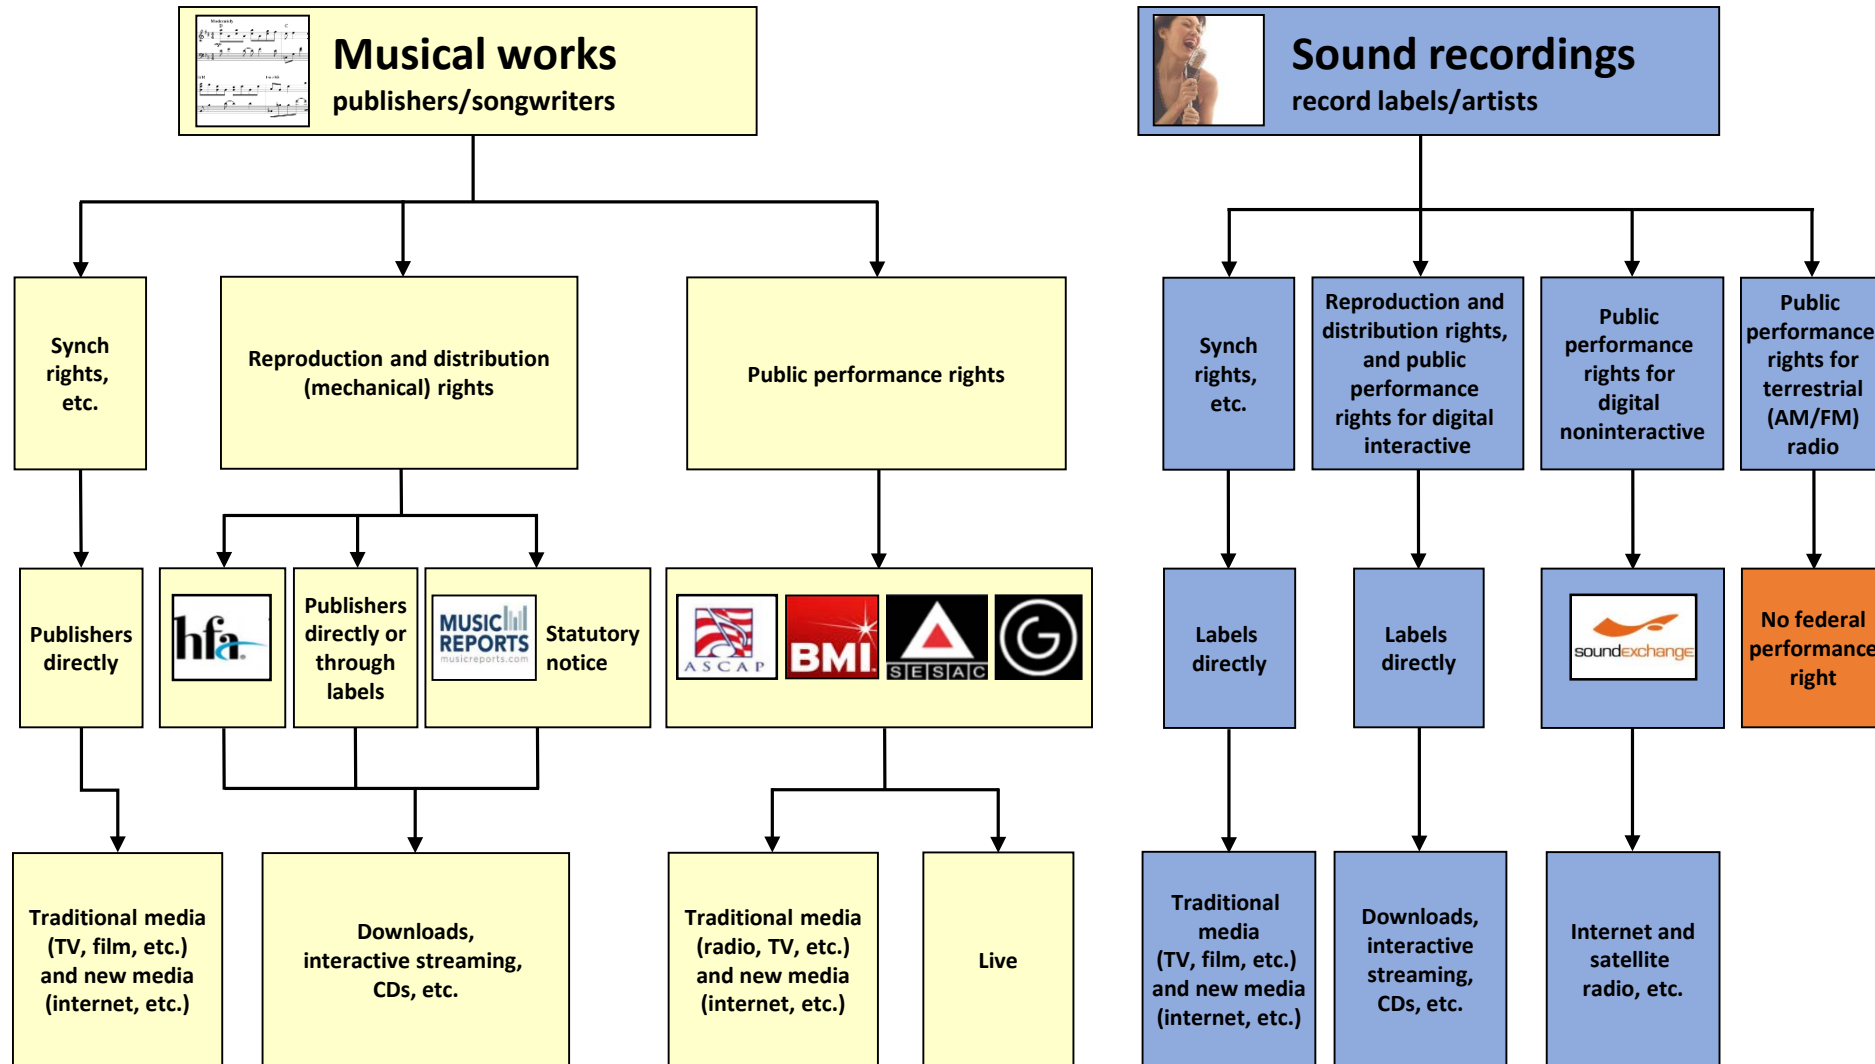 Musical works
publishers/songwriters
Sound recordings
record labels/artists
Synch
rights,
etc.
Reproduction and distribution
(mechanical) rights
Public performance rights
Synch
rights,
etc.
Reproduction and
distribution rights,
and public
performance
rights for digital
interactive
Public
performance
rights for
digital
noninteractive
Public
performance
rights for
terrestrial
(AM/FM)
radio
Publishers
directly
hfa
Publishers
directly or
through
labels
MUSIC
REPORTS
musicreports.com
Statutory
notice
ASCAP
BMI
SESAC
G
Labels
directly
Labels
directly
soundexchange
No federal
performance
right
Traditional media
(TV, film, etc.)
and new media
(internet, etc.)
Downloads,
interactive streaming,
CDs, etc.
Traditional media
(radio, TV, etc.)
and new media
(internet, etc.)
Live
Traditional
media
(TV, film, etc.)
and new media
(internet, etc.)
Downloads,
interactive
streaming,
CDs, etc.
Internet and
satellite
radio, etc.